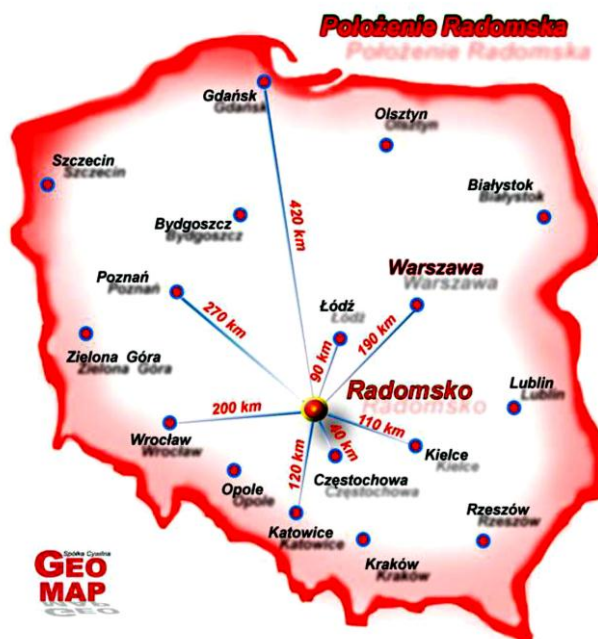 Położenie Radomska
Gdańsk
Olsztyn
Szczecin
Białystok
Bydgoszcz
420 km
Warszawa
Poznań
270 km
Łódź
190 km
90 km
Zielona Góra
Radomsko
Lublin
200 km
Wrocław
40 km
110 km
Kielce
120 km
Częstochowa
Opole
Katowice
Rzeszów
Kraków
Spółka Cywilna
GEO
MAP